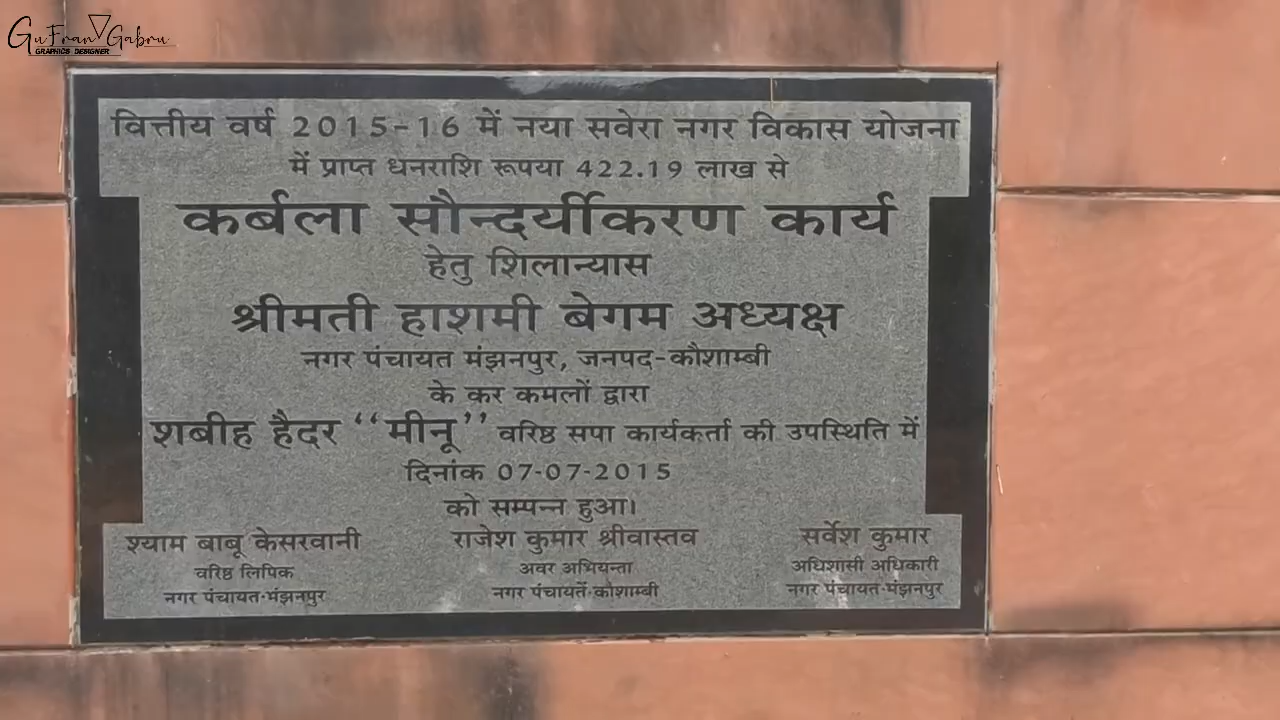 GuFran Gabru
GRAPHICS DESIGNER
वित्तीय वर्ष 2015-16 में नया सवेरा नगर विकास योजना
में प्राप्त धनराशि रूपया 422.19 लाख से
कर्बला सौन्दर्यीकरण कार्य
हेतु शिलान्यास
श्रीमती हाशमी बेगम अध्यक्ष
नगर पंचायत मंझनपुर, जनपद-कौशाम्बी
के कर कमलों द्वारा
शबीह हैदर ‘‘मीनू’’ वरिष्ठ सपा कार्यकर्ता की उपस्थिति में
दिनांक 07-07-2015
को सम्पन्न हुआ।
श्याम बाबू केसरवानी राजेश कुमार श्रीवास्तव सर्वेश कुमार
वरिष्ठ लिपिक अवर अभियन्ता अधिशासी अधिकारी
नगर पंचायत-मंझनपुर नगर पंचायतें-कौशाम्बी नगर पंचायत-मंझनपुर